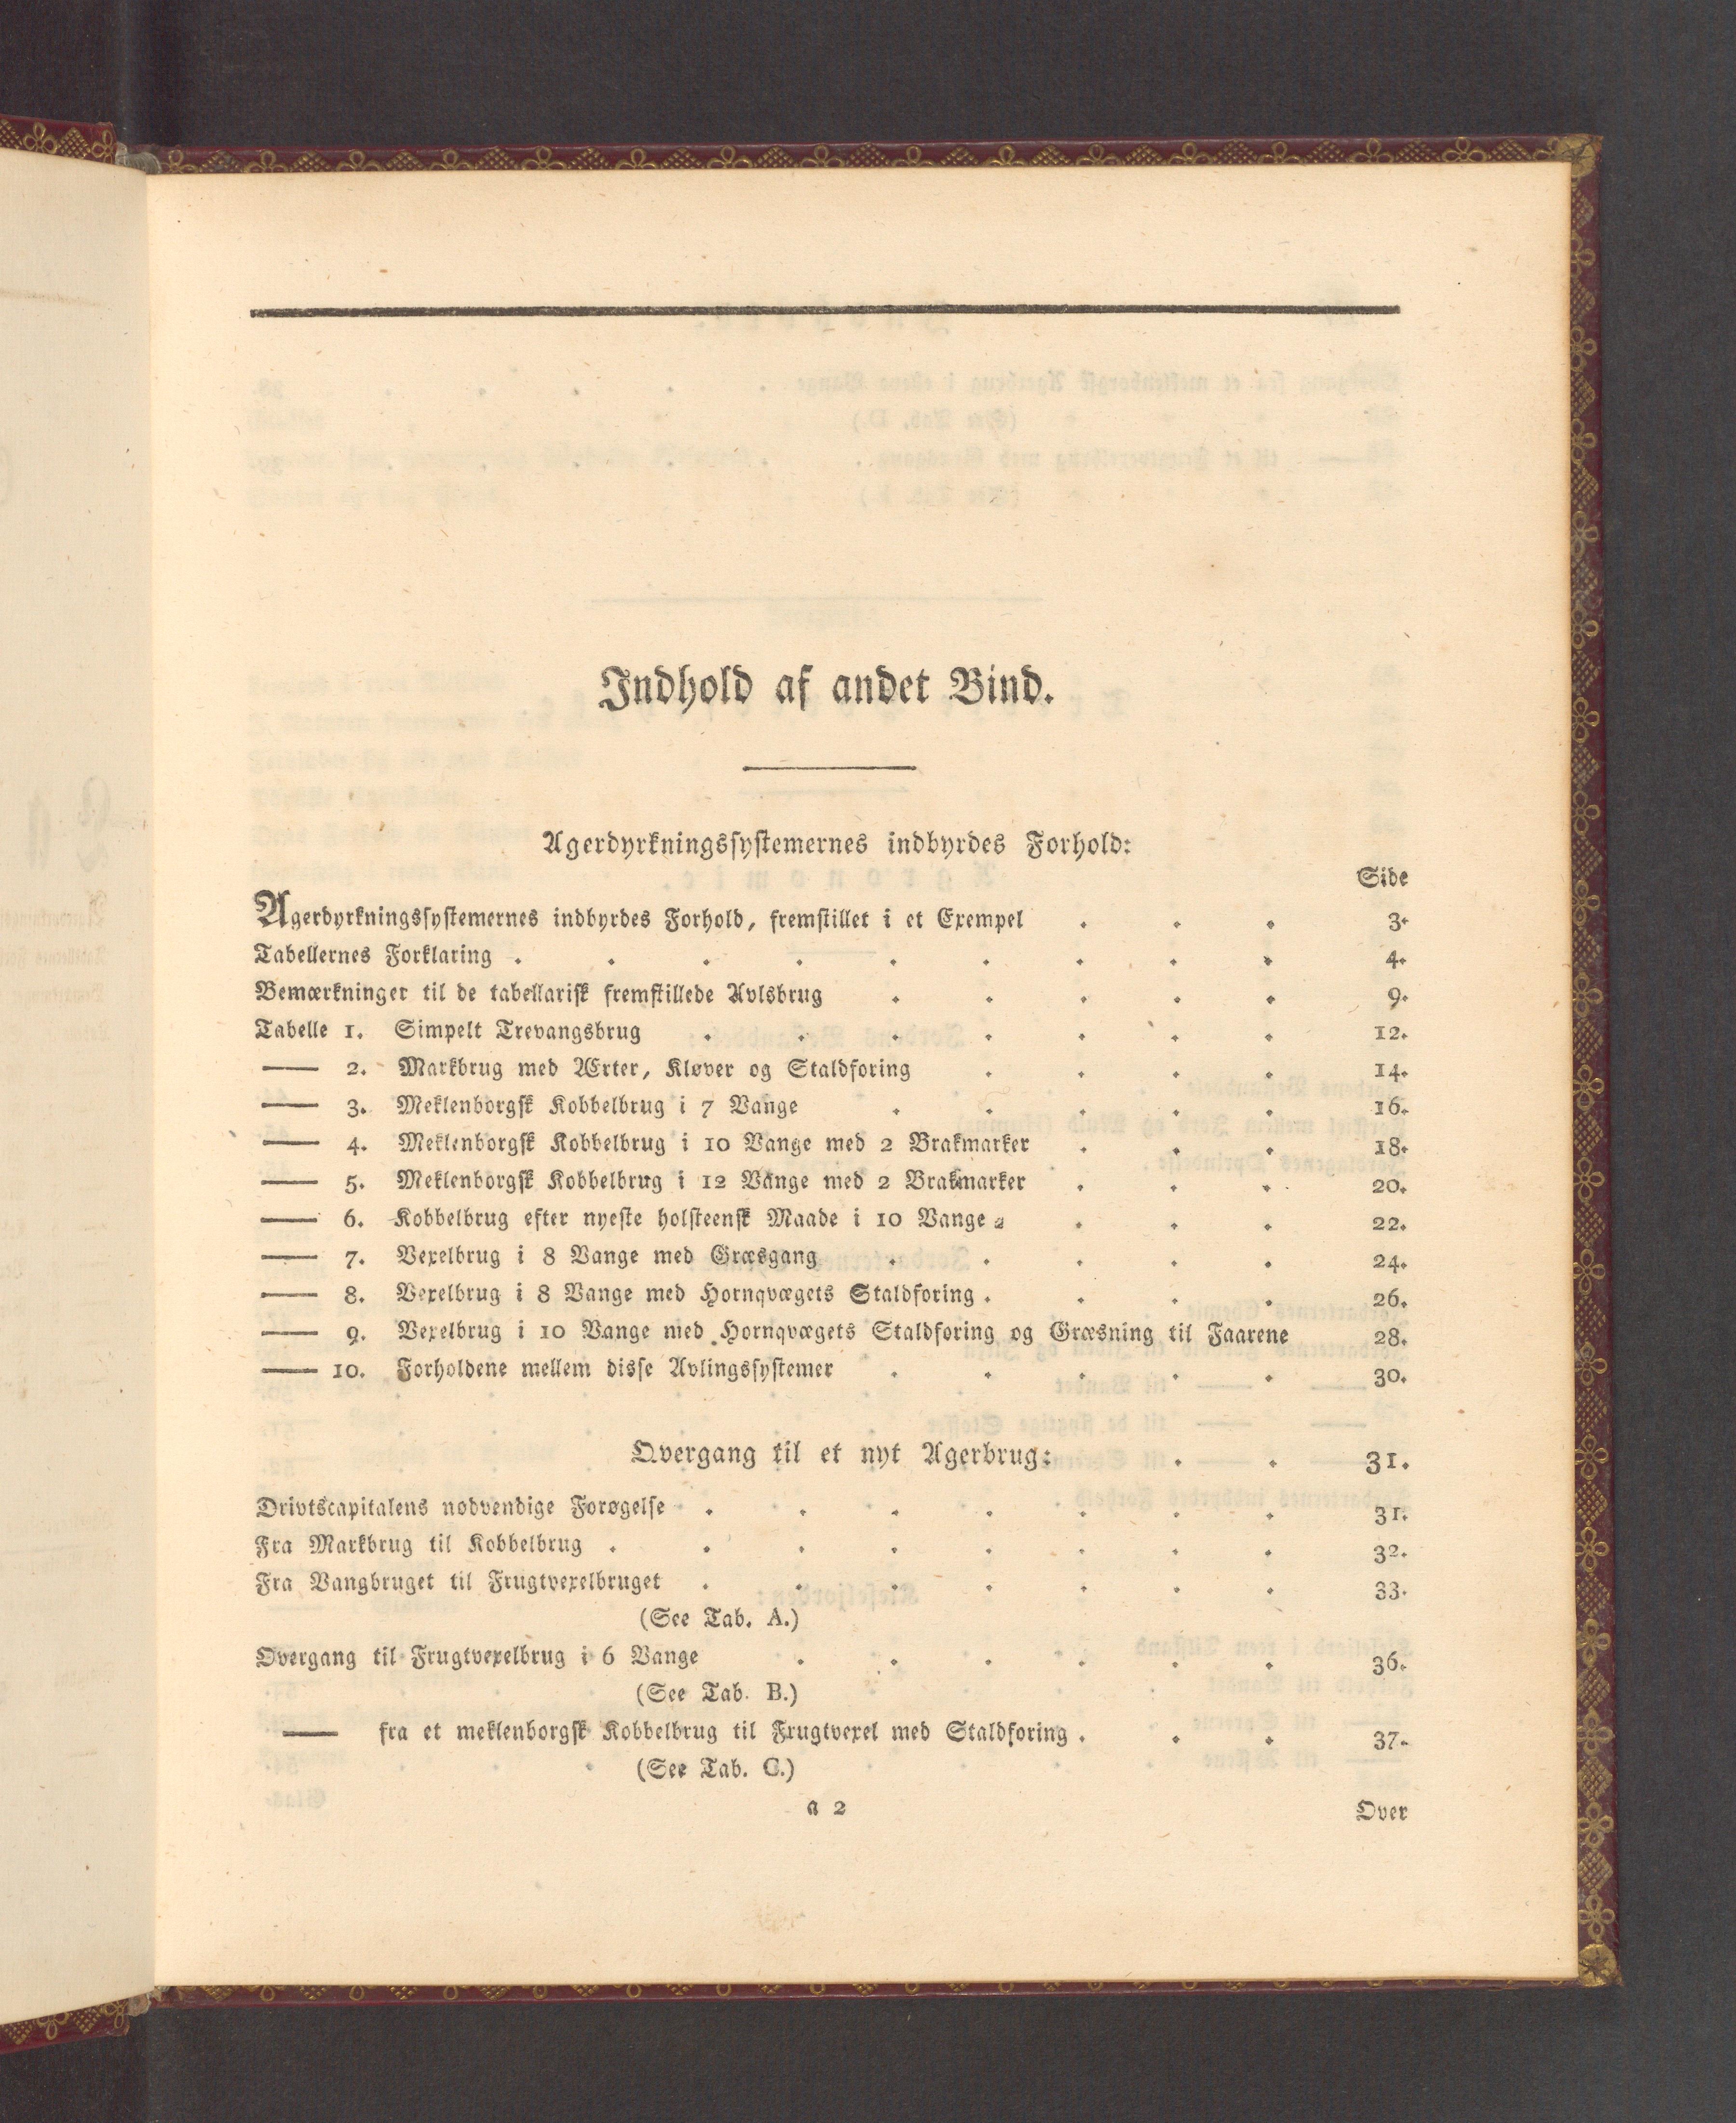 Indhold af andet Bind.
Agerdyrkningssystemernes indbyrdes Forhold:
Side
Agerdyrkningssystemernes indbyrdes Forhold, fremstillet i et Exempel . . . 3.
Tabellernes Forklaring . . . . . . . . . 4.
Bemærkninger til de tabellarisk fremstillede Avlsbrug . . . . . 9.
Tabelle 1. Simpelt Trevangsbrug . . . . . . . 12.
—— 2. Markbrug med Ærter, Kløver og Staldforing . . . . 14.
—— 3. Meklenborgsk Kobbelbrug i 7 Vange . . . . . 16.
—— 4. Meklenborgsk Kobbelbrug i 10 Vange med 2 Brakmarker . . . 18.
—— 5. Meklenborgsk Kobbelbrug i 12 Vange med 2 Brakmarker . . . 20.
—— 6. Kobbelbrug efter nyeste holsteensk Maade i 10 Vange . . . . 22.
—— 7. Vexelbrug i 8 Vange med Græsgang . . . . . 24.
—— 8. Vexelbrug i 8 Vange med Hornqvægets Staldforing . . . . 26.
—— 9. Vexelbrug i 10 Vange med Hornqvægets Staldforing og Græsning til Faarene 28.
—— 10. Forholdene mellem disse Avlingssystemer . . . . . 30.
Overgang til et nyt Agerbrug: . . 31.
Drivtscapitalens nodvendige Forøgelse . . . . . . . 31.
Fra Markbrug til Kobbelbrug . . . . . . . . 32.
Fra Vangbruget til Frugtvexelbruget . . . . . . . 33.
(See Tab. A.)
Overgang til Frugtvexelbrug i 6 Vange . . . . . . 36.
(See Tab. B.)
—— fra et meklenborgsk Kobbelbrug til Frugtvexel med Staldforing . . . 37.
(See Tab. C.)
a 2 Over